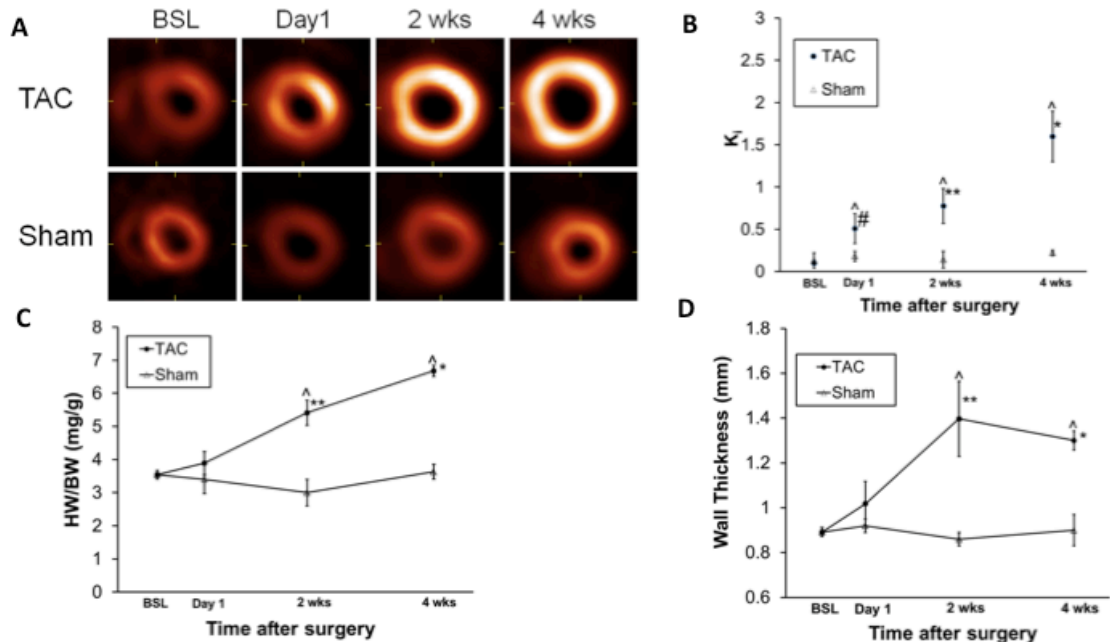 A
BSL Day1 2 wks 4 wks
TAC
Sham
B
3
2.5
2
1.5
1
0.5
0
Ki
TAC
Sham
^
#
^
**
^
*
BSL Day 1 2 wks 4 wks
Time after surgery
C
8
7
6
5
4
3
2
1
0
HW/BW (mg/g)
TAC
Sham
^
**
^
*
BSL Day 1 2 wks 4 wks
Time after surgery
D
1.8
1.6
1.4
1.2
1
0.8
0.6
Wall Thickness (mm)
TAC
Sham
^
**
^
*
BSL Day 1 2 wks 4 wks
Time after surgery